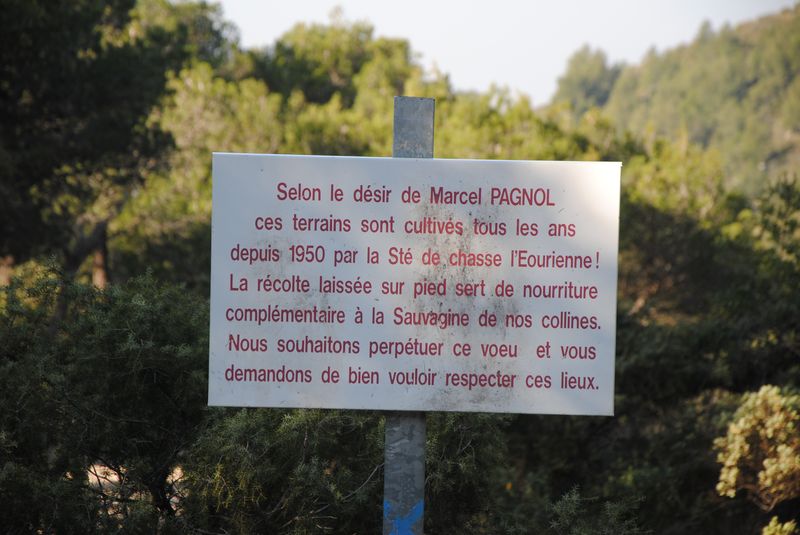 Selon le désir de Marcel PAGNOL
ces terrains sont cultivés tous les ans
depuis 1950 par la Sté de chasse l'Eourienne!
La récolte laissée sur pied sert de nourriture
complémentaire à la Sauvagine de nos collines.
Nous souhaitons perpétuer ce voeu et vous
demandons de bien vouloir respecter ces lieux.